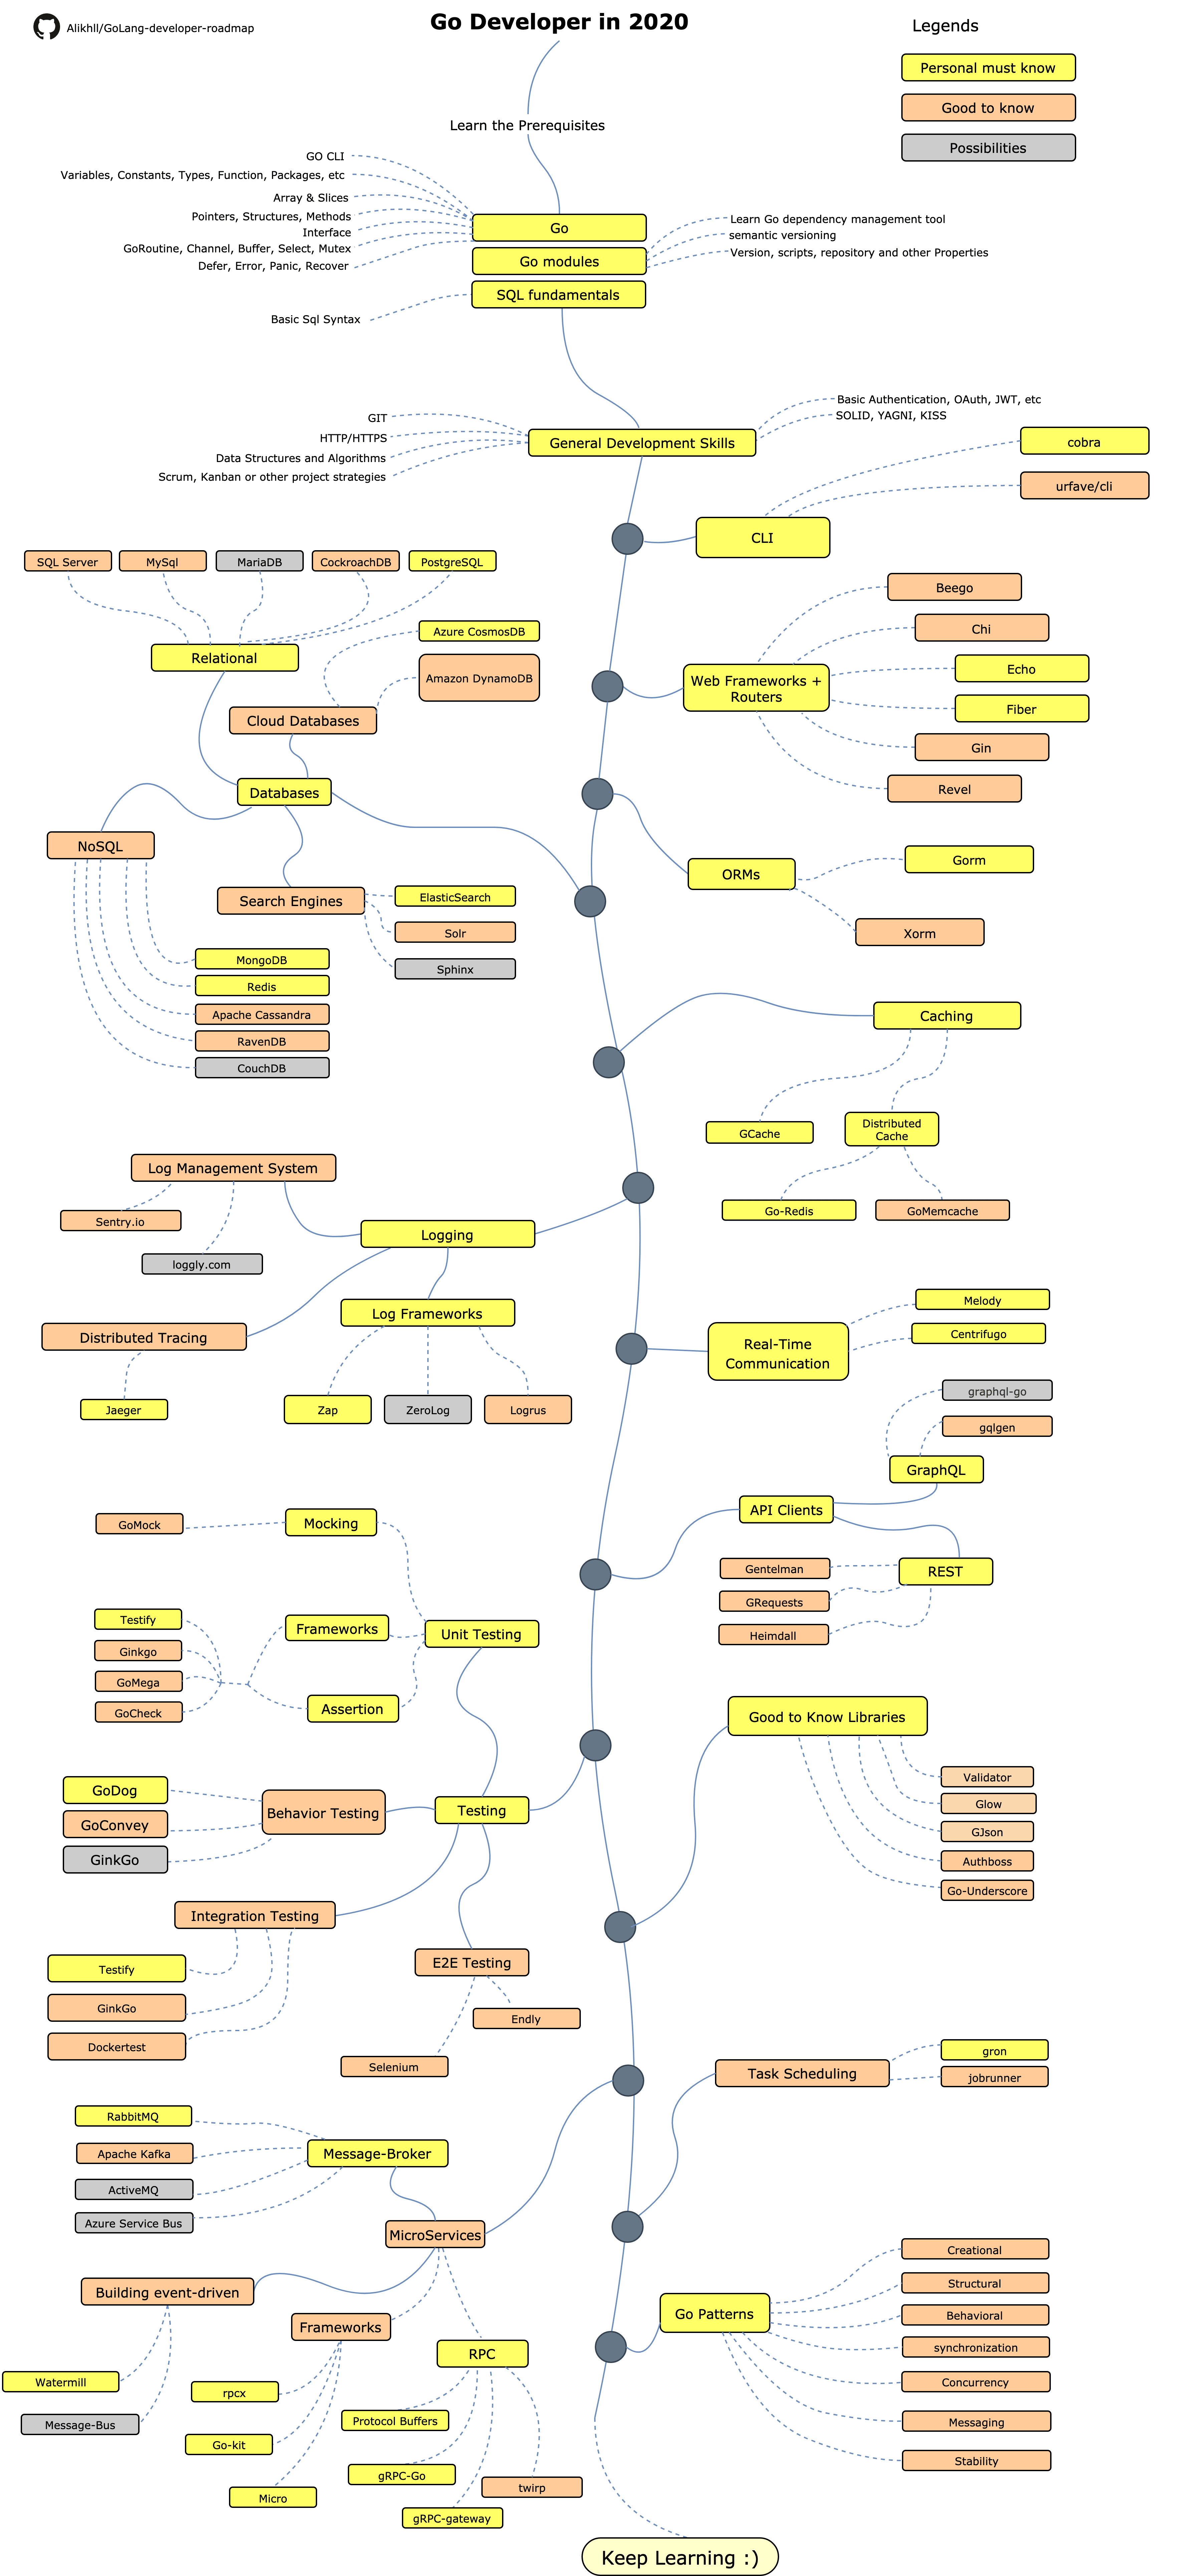 Alikhll/GoLang-developer-roadmap
Go Developer in 2020
Legends
Personal must know
Good to know
Possibilities
Learn the Prerequisites
GO CLI
Variables, Constants, Types, Function, Packages, etc
Array & Slices
Pointers, Structures, Methods
Interface
GoRoutine, Channel, Buffer, Select, Mutex
Defer, Error, Panic, Recover
Go
Go modules
SQL fundamentals
Learn Go dependency management tool
semantic versioning
Version, scripts, repository and other Properties
Basic Sql Syntax
GIT
HTTP/HTTPS
Data Structures and Algorithms
Scrum, Kanban or other project strategies
General Development Skills
Basic Authentication, OAuth, JWT, etc
SOLID, YAGNI, KISS
cobra
urfave/cli
CLI
SQL Server
MySql
MariaDB
CockroachDB
PostgreSQL
Relational
Azure CosmosDB
Amazon DynamoDB
Cloud Databases
Databases
NoSQL
Search Engines
ElasticSearch
Solr
Sphinx
MongoDB
Redis
Apache Cassandra
RavenDB
CouchDB
Beego
Chi
Echo
Fiber
Gin
Revel
Web Frameworks +
Routers
ORMs
Gorm
Xorm
Caching
GCache
Distributed
Cache
Go-Redis
GoMemcache
Log Management System
Sentry.io
loggly.com
Logging
Log Frameworks
Distributed Tracing
Jaeger
Zap
ZeroLog
Logrus
Real-Time
Communication
Melody
Centrifugo
graphql-go
gqlgen
GraphQL
API Clients
REST
Gentelman
GRequests
Heimdall
GoMock
Mocking
Testify
Ginkgo
GoMega
GoCheck
Frameworks
Assertion
Unit Testing
Good to Know Libraries
Validator
Glow
GJson
Authboss
Go-Underscore
GoDog
GoConvey
GinkGo
Behavior Testing
Testing
Integration Testing
Testify
GinkGo
Dockertest
E2E Testing
Endly
Selenium
Task Scheduling
gron
jobrunner
RabbitMQ
Apache Kafka
ActiveMQ
Azure Service Bus
Message-Broker
MicroServices
Building event-driven
Watermill
Message-Bus
Frameworks
rpcx
Go-kit
Micro
RPC
Protocol Buffers
gRPC-Go
gRPC-gateway
twirp
Go Patterns
Creational
Structural
Behavioral
synchronization
Concurrency
Messaging
Stability
Keep Learning :)